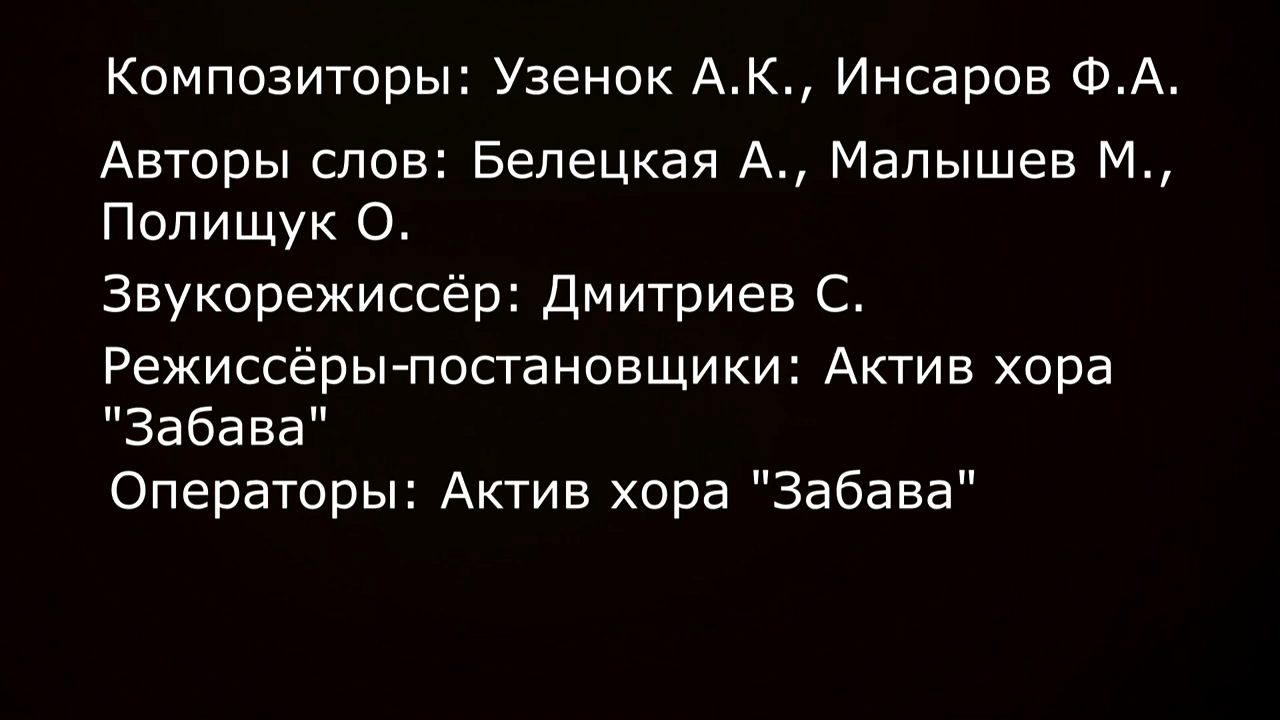 Композиторы: Узенок А.К., Инсаров Ф.А.
Авторы слов: Белецкая А., Малышев М.,
Полищук О.
Звукорежиссёр: Дмитриев С.
Режиссёры-постановщики: Актив хора
"Забава"
Операторы: Актив хора "Забава"